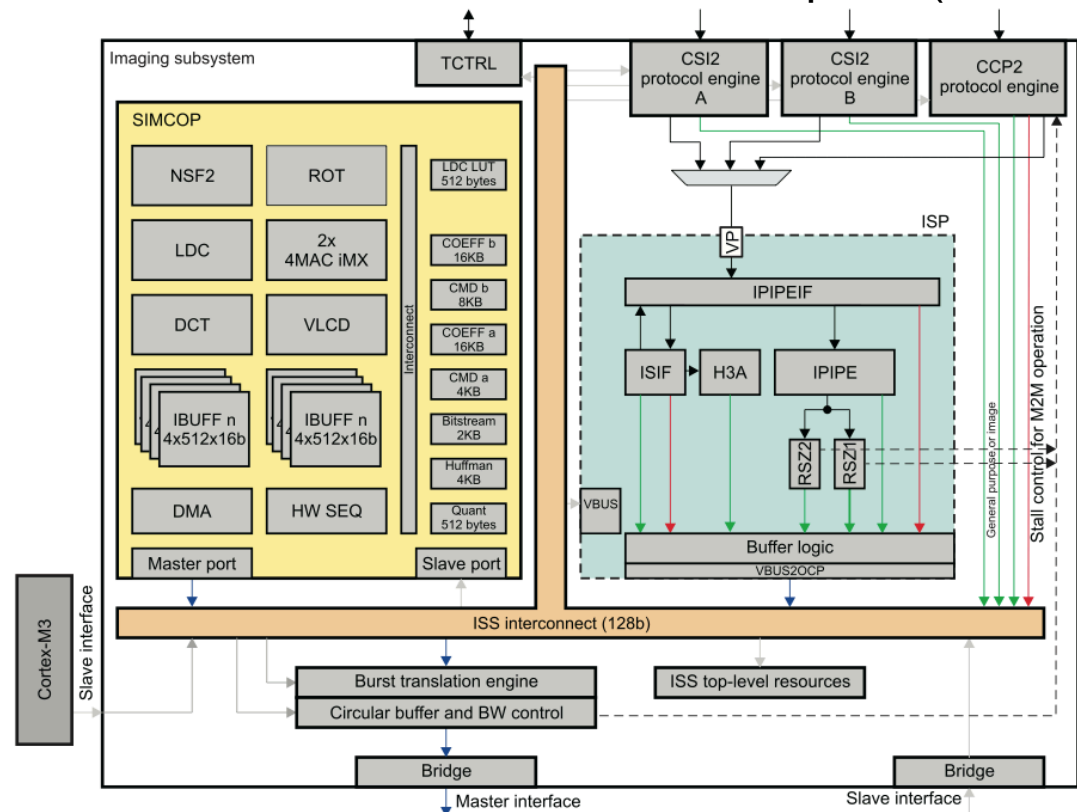 Imaging subsystem
TCTRL
CSI2
protocol engine
A
CSI2
protocol engine
B
CCP2
protocol engine
SIMCOP
NSF2
ROT
LDC
2x
4MAC iMX
DCT
VLCD
IBUFF n
4x512x16b
IBUFF n
4x512x16b
DMA
HW SEQ
Master port
Slave port
Interconnect
LDC LUT
512 bytes
COEFF b
16KB
CMD b
8KB
COEFF a
16KB
CMD a
4KB
Bitstream
2KB
Huffman
4KB
Quant
512 bytes
ISP
VP
IPIPEIF
ISIF
H3A
IPIPE
RSZ2
RSZ1
VBUS
Buffer logic
VBUS2OCP
General purpose or image
Stall control for M2M operation
ISS interconnect (128b)
Cortex-M3
Slave interface
Burst translation engine
Circular buffer and BW control
ISS top-level resources
Bridge
Master interface
Bridge
Slave interface